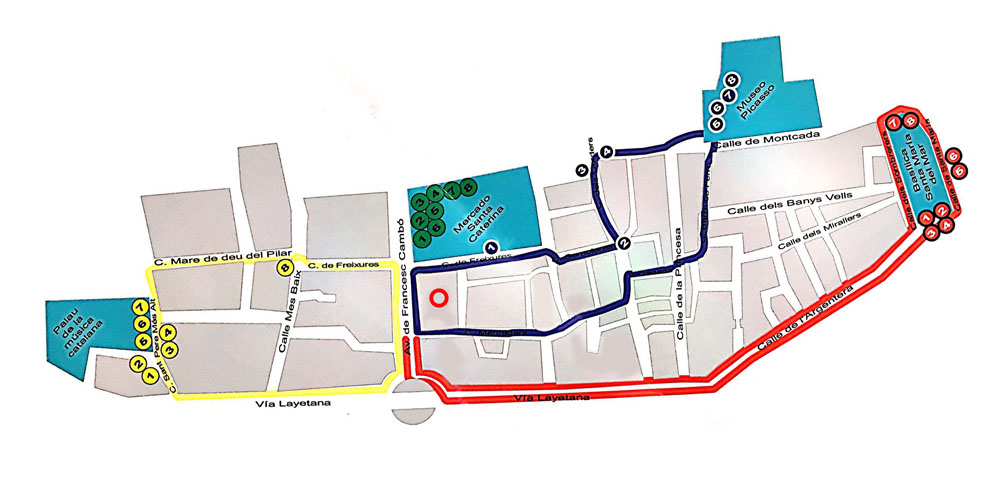 8
7
6
5
Museo
Picasso
Calle de Montcada
7
8
Basílica
Santa María
del Mar
6
5
1
2
3
4
3
4
4
7
8
3
2
5
1
6
Mercado
Santa
Caterina
1
2
C. de Freixures
Calle dels Banys Vells
Calle dels Mirallers
Calle de la Princesa
Calle de l'Argentera
Av. de Francesc Cambó
C. Mare de deu del Pilar
C. de Freixures
8
Calle Mes Baix
Palau
de la
música
catalana
7
6
5
4
3
2
1
C. Sant Pere Més Alt
Vía Layetana
Vía Layetana